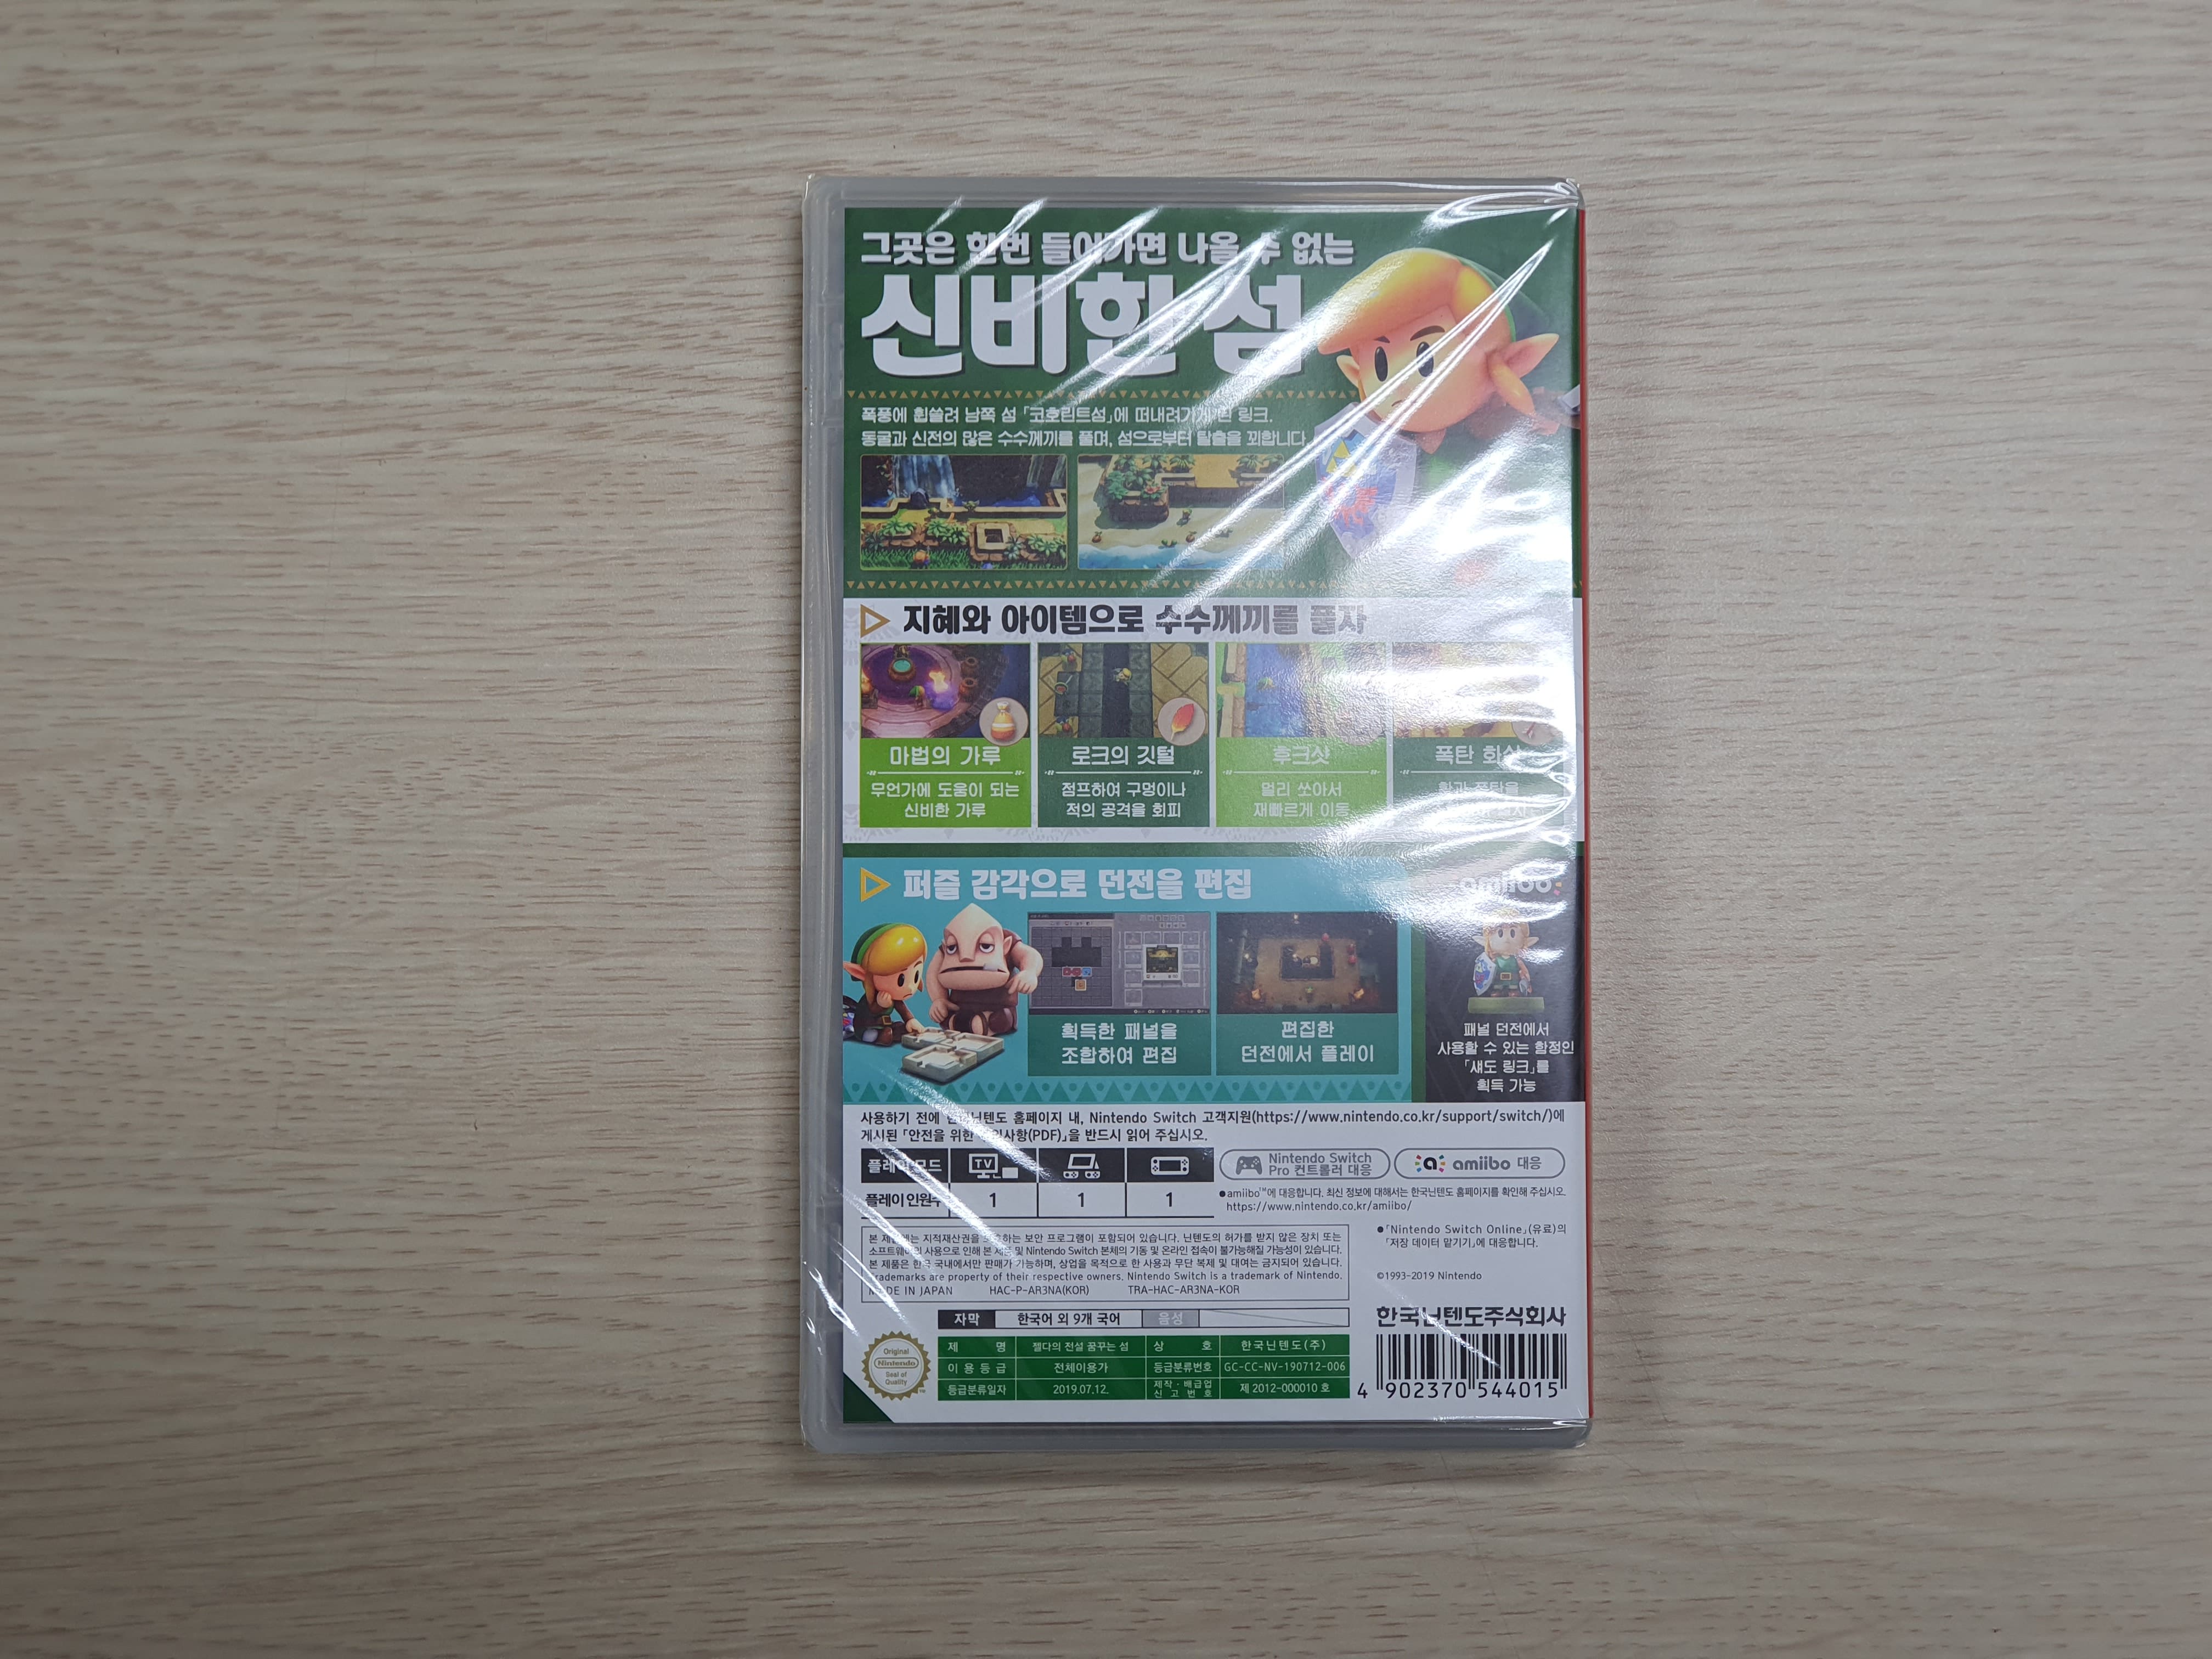 그곳은 한번 들어가면 나올 수 없는
신비한 섬
폭풍에 휩쓸려 남쪽 섬 「코호린트섬」에 떠내려가게 된 링크.
동굴과 신전의 많은 수수께끼를 풀며, 섬으로부터 탈출을 꾀합니다.
지혜와 아이템으로 수수께끼를 풀자
마법의 가루
무언가에 도움이 되는
신비한 가루
로크의 깃털
점프하여 구멍이나
적의 공격을 회피
후크샷
멀리 쏘아서
재빠르게 이동
폭탄 화살
퍼즐 감각으로 던전을 편집
획득한 패널을
조합하여 편집
편집한
던전에서 플레이
amiibo
패널 던전에서
사용할 수 있는 함정인
「섀도 링크」를
획득 가능
사용하기 전에 한국닌텐도 홈페이지 내, Nintendo Switch 고객지원(https://www.nintendo.co.kr/support/switch/)에
게시된 「안전을 위한 주의사항(PDF)」을 반드시 읽어 주십시오.
플레이 모드 TV
플레이 인원수 1 1 1
Nintendo Switch
Pro 컨트롤러 대응
amiibo 대응
●amiibo™에 대응합니다. 최신 정보에 대해서는 한국닌텐도 홈페이지를 확인해 주십시오.
https://www.nintendo.co.kr/amiibo/
●「Nintendo Switch Online」(유료)의
「저장 데이터 맡기기」에 대응합니다.
본 제품에는 지적재산권을 보호하는 보안 프로그램이 포함되어 있습니다. 닌텐도의 허가를 받지 않은 장치 또는
소프트웨어의 사용으로 인해 본 제품 및 Nintendo Switch 본체의 기동 및 온라인 접속이 불가능해질 가능성이 있습니다.
본 제품은 한국 국내에서만 판매가 가능하며, 상업을 목적으로 한 사용과 무단 복제 및 대여는 금지되어 있습니다.
Trademarks are property of their respective owners. Nintendo Switch is a trademark of Nintendo.
MADE IN JAPAN HAC-P-AR3NA(KOR) TRA-HAC-AR3NA-KOR
©1993-2019 Nintendo
자막 한국어 외 9개 국어 음성
한국닌텐도주식회사
Original
Nintendo
Seal of
Quality
제 명 젤다의 전설 꿈꾸는 섬 상 호 한국닌텐도(주)
이 용 등 급 전체이용가 등급분류번호 GC-CC-NV-190712-006
등급분류일자 2019.07.12. 제작·배급업 신고번호 제 2012-000010 호
4 902370 544015